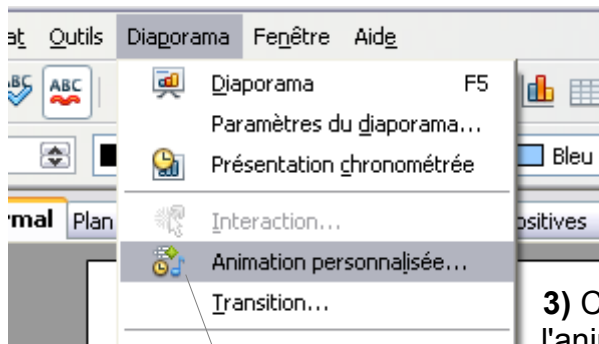 at Outils Diaporama Fenêtre Aide
ABC ABC
Diaporama F5
Paramètres du diaporama...
Présentation chronométrée
Bleu
rmal Plan
Interaction...
ositives
Animation personnalisée...
Transition...
3) C
l'ani